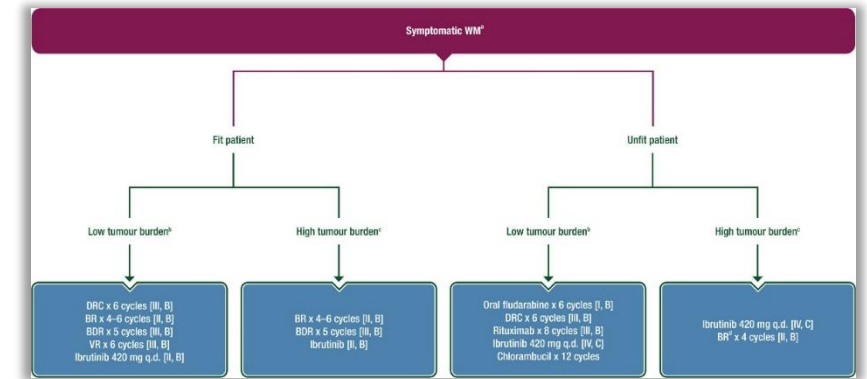 Symptomatic WMª
Fit patient
Unfit patient
Low tumour burdenᵇ
High tumour burdenᶜ
Low tumour burdenᵇ
High tumour burdenᶜ
DRC x 6 cycles [III, B]
BR x 4–6 cycles [II, B]
BDR x 5 cycles [III, B]
VR x 6 cycles [III, B]
Ibrutinib 420 mg q.d. [II, B]
BR x 4–6 cycles [II, B]
BDR x 5 cycles [III, B]
Ibrutinib [II, B]
Oral fludarabine x 6 cycles [I, B]
DRC x 6 cycles [III, B]
Rituximab x 8 cycles [III, B]
Ibrutinib 420 mg q.d. [IV, C]
Chlorambucil x 12 cycles
Ibrutinib 420 mg q.d. [IV, C]
BRᵈ x 4 cycles [II, B]